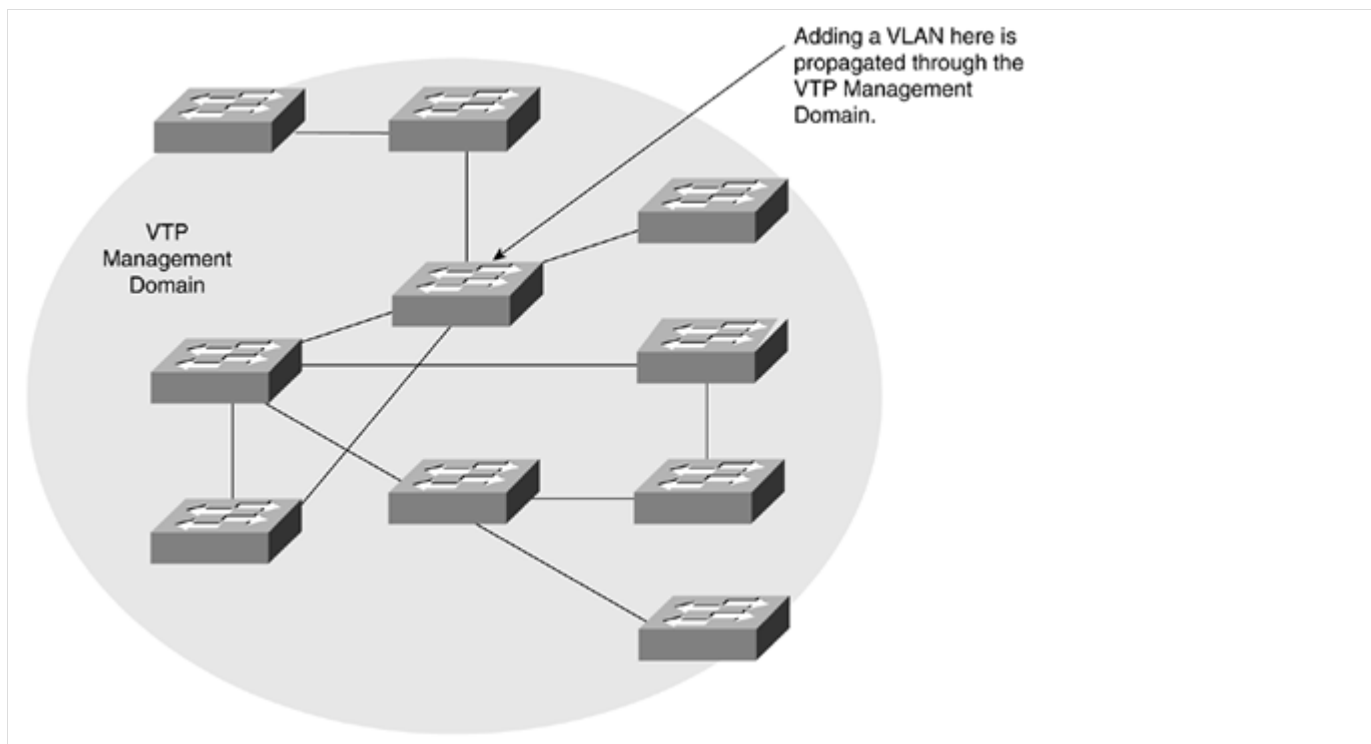 Adding a VLAN here is
propagated through the
VTP Management
Domain.
VTP
Management
Domain